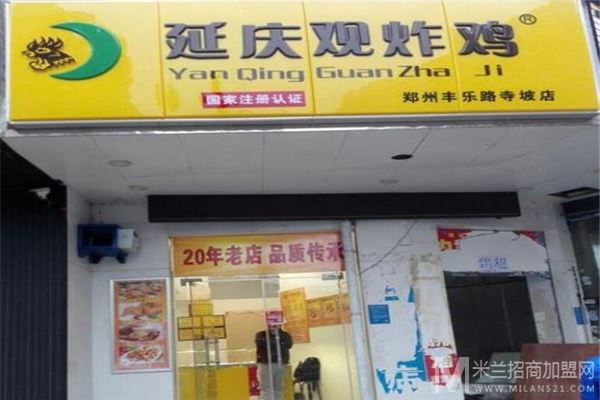 延庆观炸鸡®
Yan Qing Guan Zha Ji
国家注册认证
郑州丰乐路寺坡店
20年老店 品质传承
米兰招商加盟网
WWW.MILAN521.COM